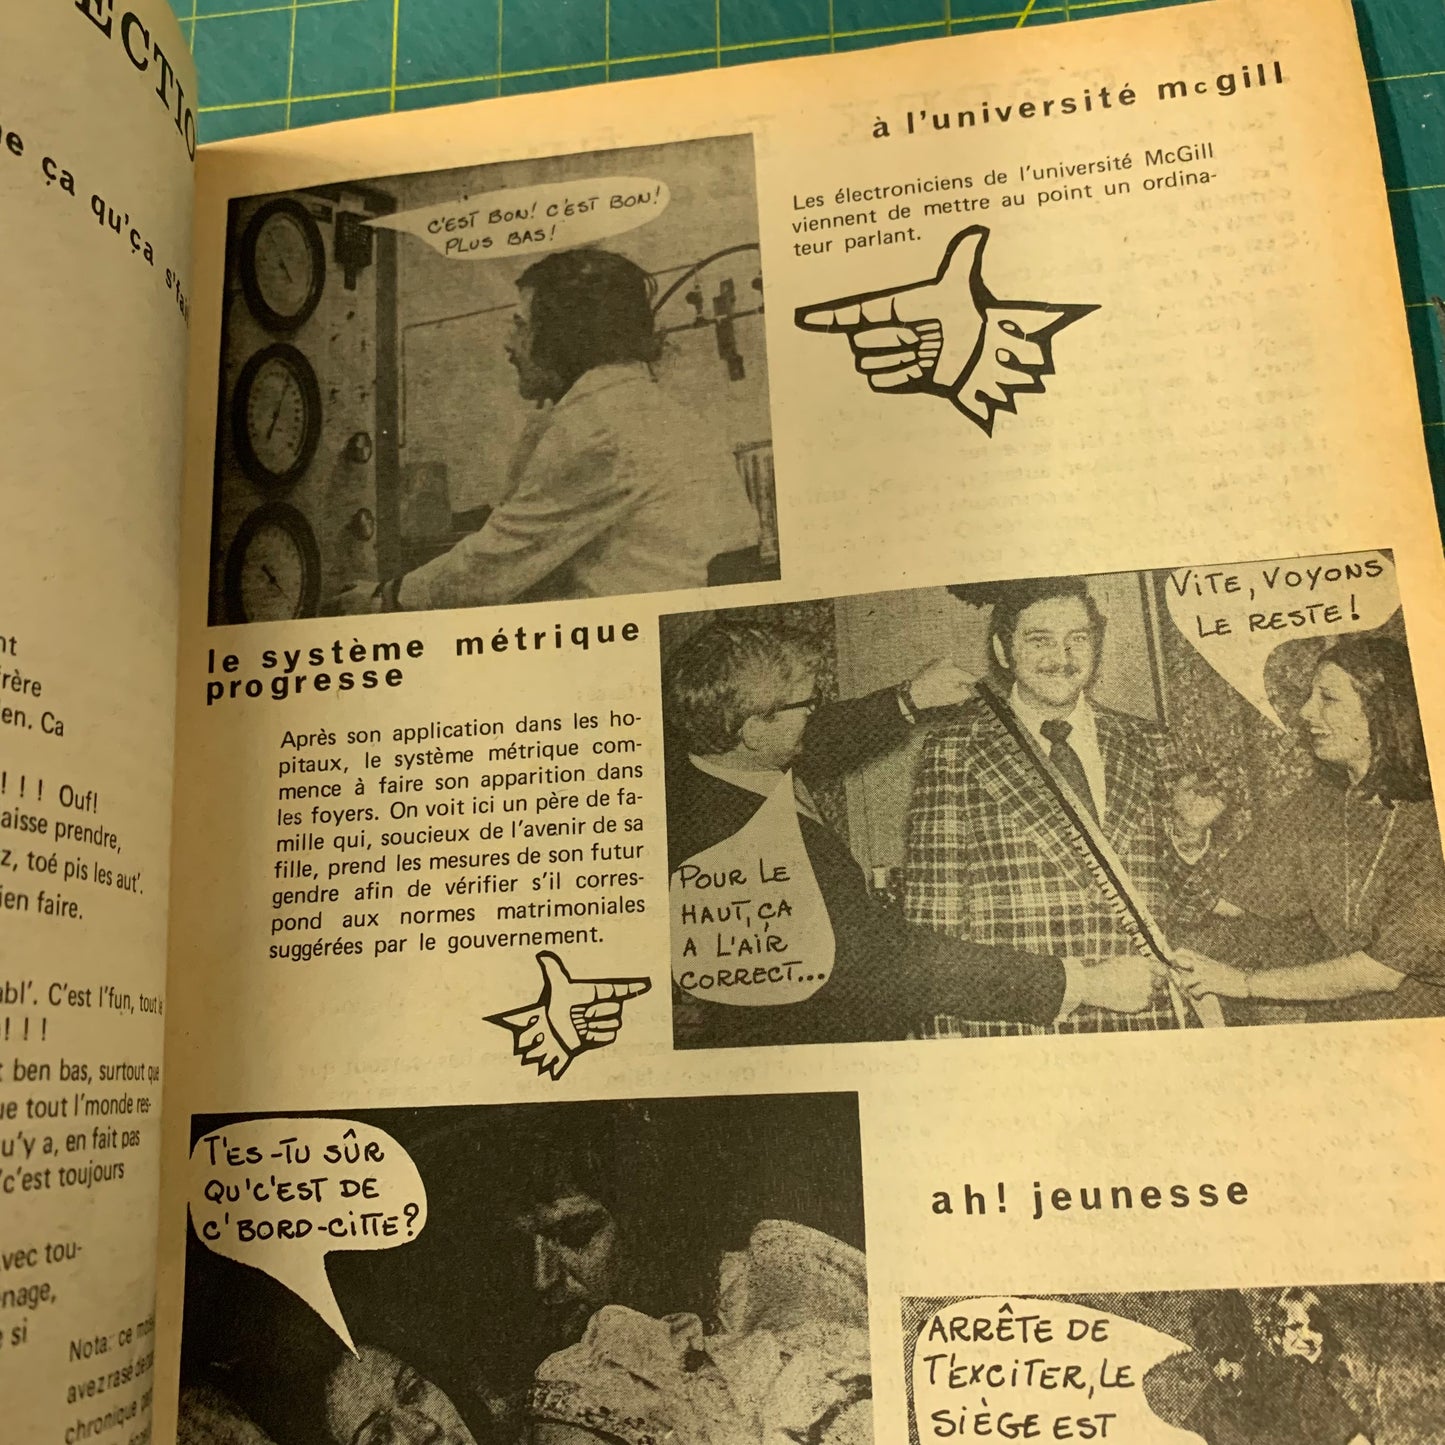 ECTIO
ça qu'ça
nt
rère
en. Ca
! ! ! Ouf!
aisse prendre,
z, toé pis les aut'.
ien faire.
abl'. C'est l'fun, tout le
! ! !
ben bas, surtout que
ue tout l'monde res-
u'y a, en fait pas
c'est toujours
vec tou-
nage,
si
Nota: ce mois
avez rasé de
chronique
à l'université mcgill
Les électroniciens de l'université McGill
viennent de mettre au point un ordina-
teur parlant.
C'EST BON! C'EST BON!
PLUS BAS!
le système métrique
progresse
Après son application dans les ho-
pitaux, le système métrique com-
mence à faire son apparition dans
les foyers. On voit ici un père de fa-
mille qui, soucieux de l'avenir de sa
fille, prend les mesures de son futur
gendre afin de vérifier s'il corres-
pond aux normes matrimoniales
suggérées par le gouvernement.
VITE, VOYONS
LE RESTE!
POUR LE
HAUT, ÇA
A L'AIR
CORRECT...
T'ES-TU SÛR
QU'C'EST DE
C'BORD-CITTE?
ah! jeunesse
ARRÊTE DE
T'EXCITER, LE
SIÈGE EST